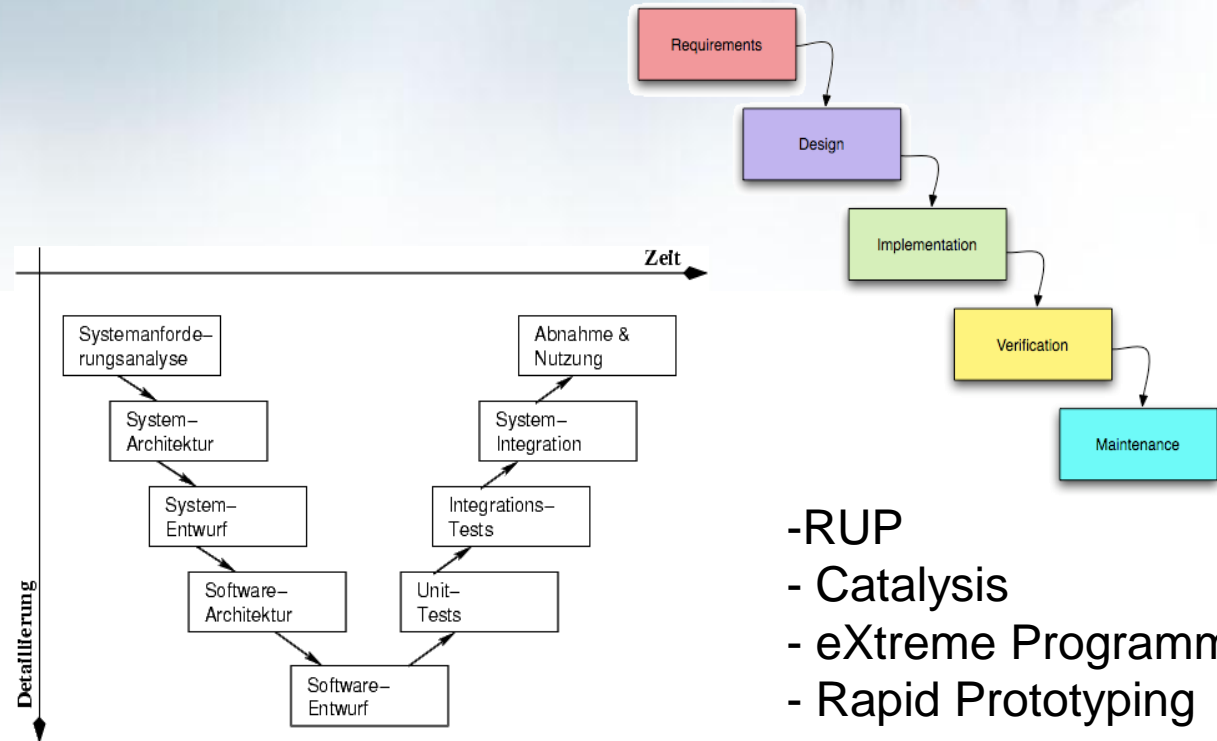 Requirements
Design
Implementation
Verification
Maintenance
Zeit
Detaillierung
Systemanforde–
rungsanalyse
System–
Architektur
System–
Entwurf
Software–
Architektur
Software–
Entwurf
Unit–
Tests
Integrations–
Tests
System–
Integration
Abnahme &
Nutzung
-RUP
- Catalysis
- eXtreme Programm
- Rapid Prototyping